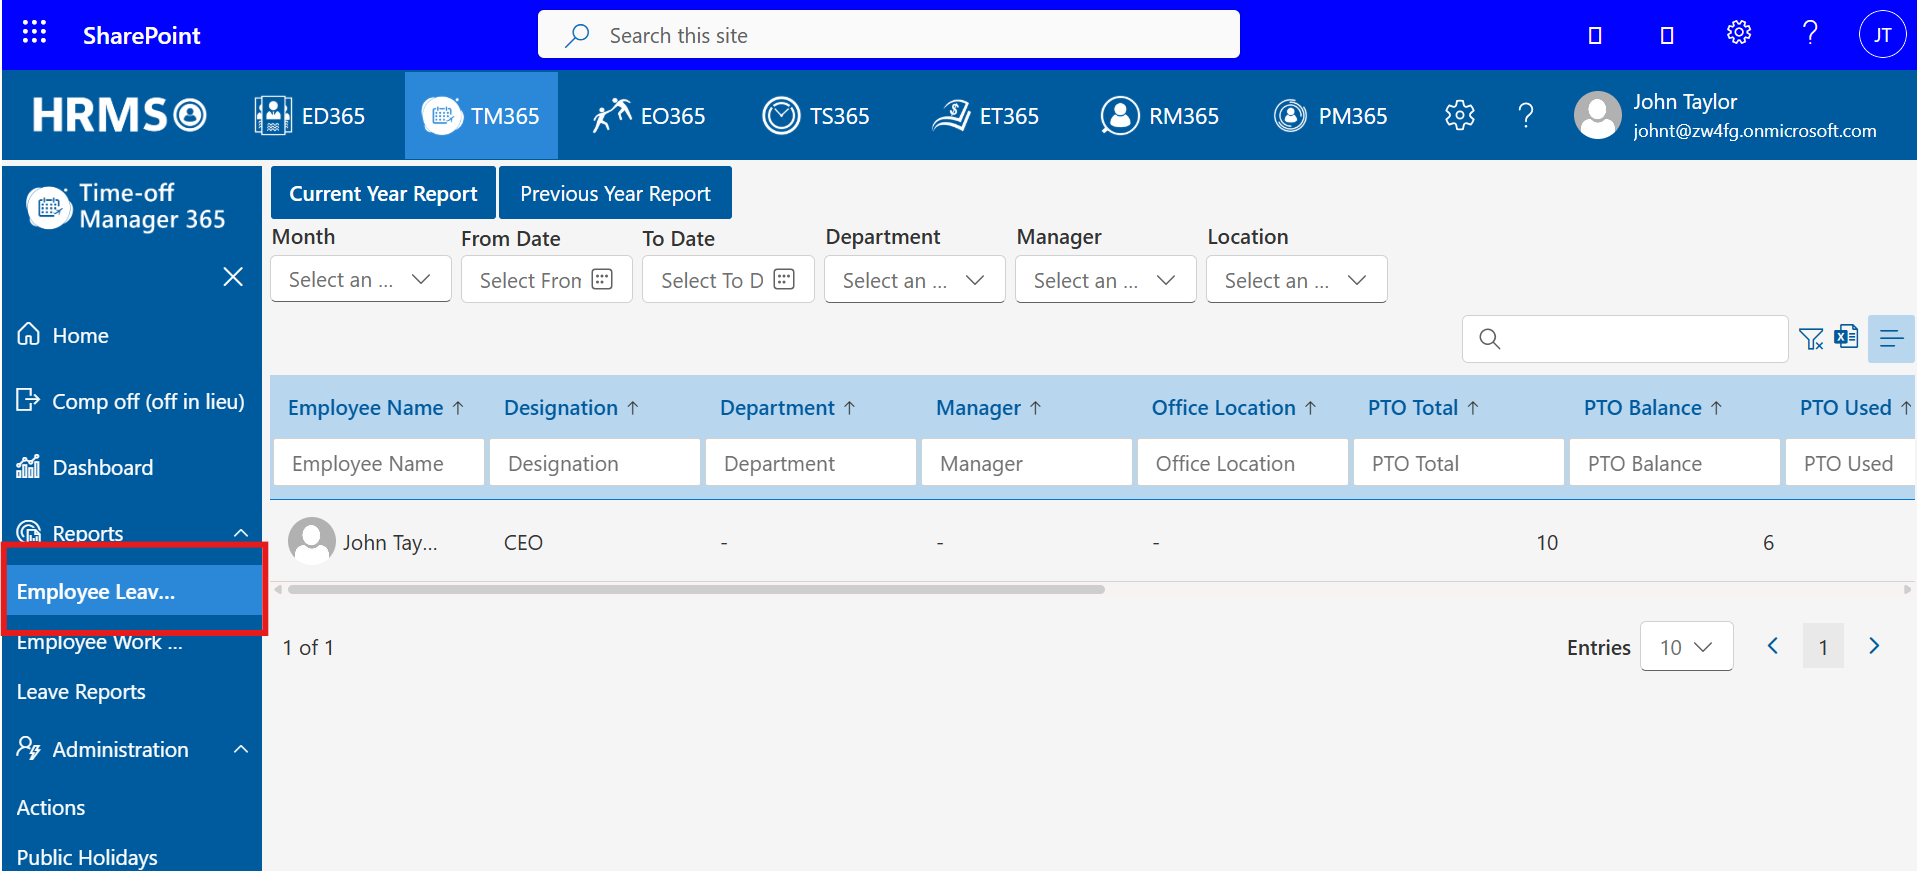 SharePoint
Search this site
JT
HRMS
ED365
TM365
EO365
TS365
ET365
RM365
PM365
John Taylor
johnt@zw4fg.onmicrosoft.com
Time-off
Manager 365
Home
Comp off (off in lieu)
Dashboard
Reports
Employee Leav...
Employee Work ...
Leave Reports
Administration
Actions
Public Holidays
Current Year Report
Previous Year Report
Month
From Date
To Date
Department
Manager
Location
Select an ...
Select Fron
Select To D
Select an ...
Select an ...
Select an ...
Employee Name ↑
Designation ↑
Department ↑
Manager ↑
Office Location ↑
PTO Total ↑
PTO Balance ↑
PTO Used ↑
Employee Name
Designation
Department
Manager
Office Location
PTO Total
PTO Balance
PTO Used
John Tay...
CEO
-
-
-
10
6
1 of 1
Entries
10
1